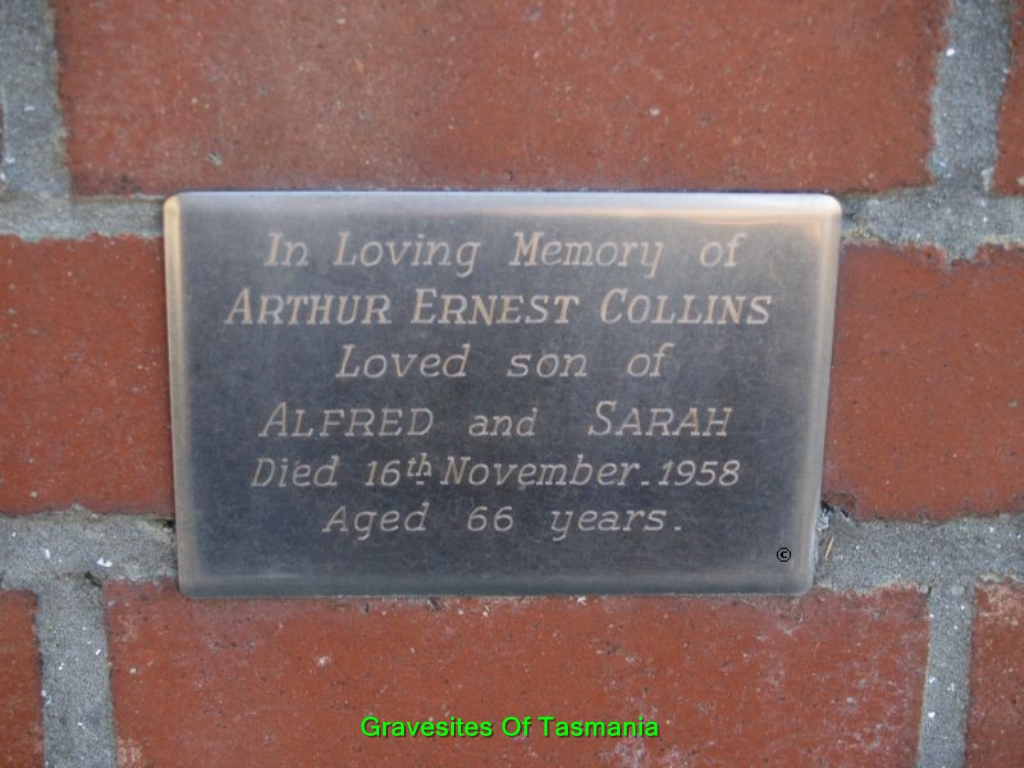 In Loving Memory of
ARTHUR ERNEST COLLINS
Loved son of
ALFRED and SARAH
Died 16th November.1958
Aged 66 years.
©
Gravesites Of Tasmania